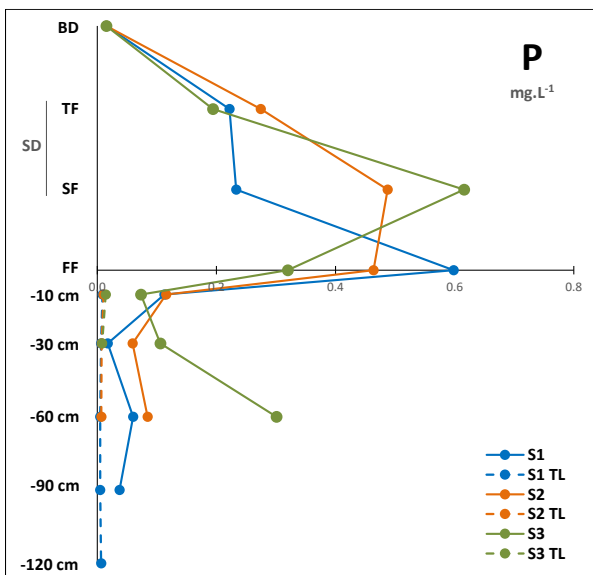 BD
P
mg.L⁻¹
TF
SD
SF
FF
0.0 0.2 0.4 0.6 0.8
-10 cm
-30 cm
-60 cm
-90 cm
-120 cm
S1
S1 TL
S2
S2 TL
S3
S3 TL